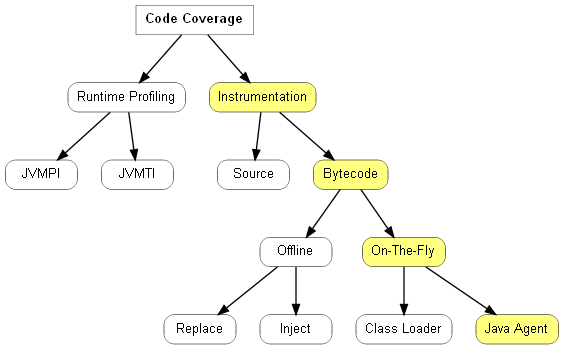 Code Coverage
Runtime Profiling
Instrumentation
JVMPI
JVMTI
Source
Bytecode
Offline
On-The-Fly
Replace
Inject
Class Loader
Java Agent